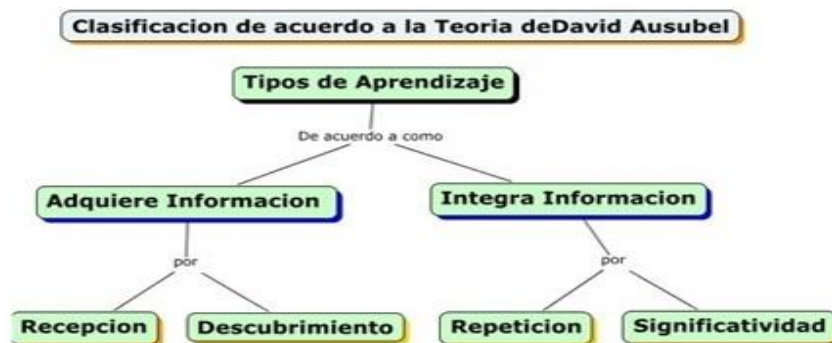 Clasificacion de acuerdo a la Teoria deDavid Ausubel
Tipos de Aprendizaje
De acuerdo a como
Adquiere Informacion
Integra Informacion
por
por
Recepcion
Descubrimiento
Repeticion
Significatividad